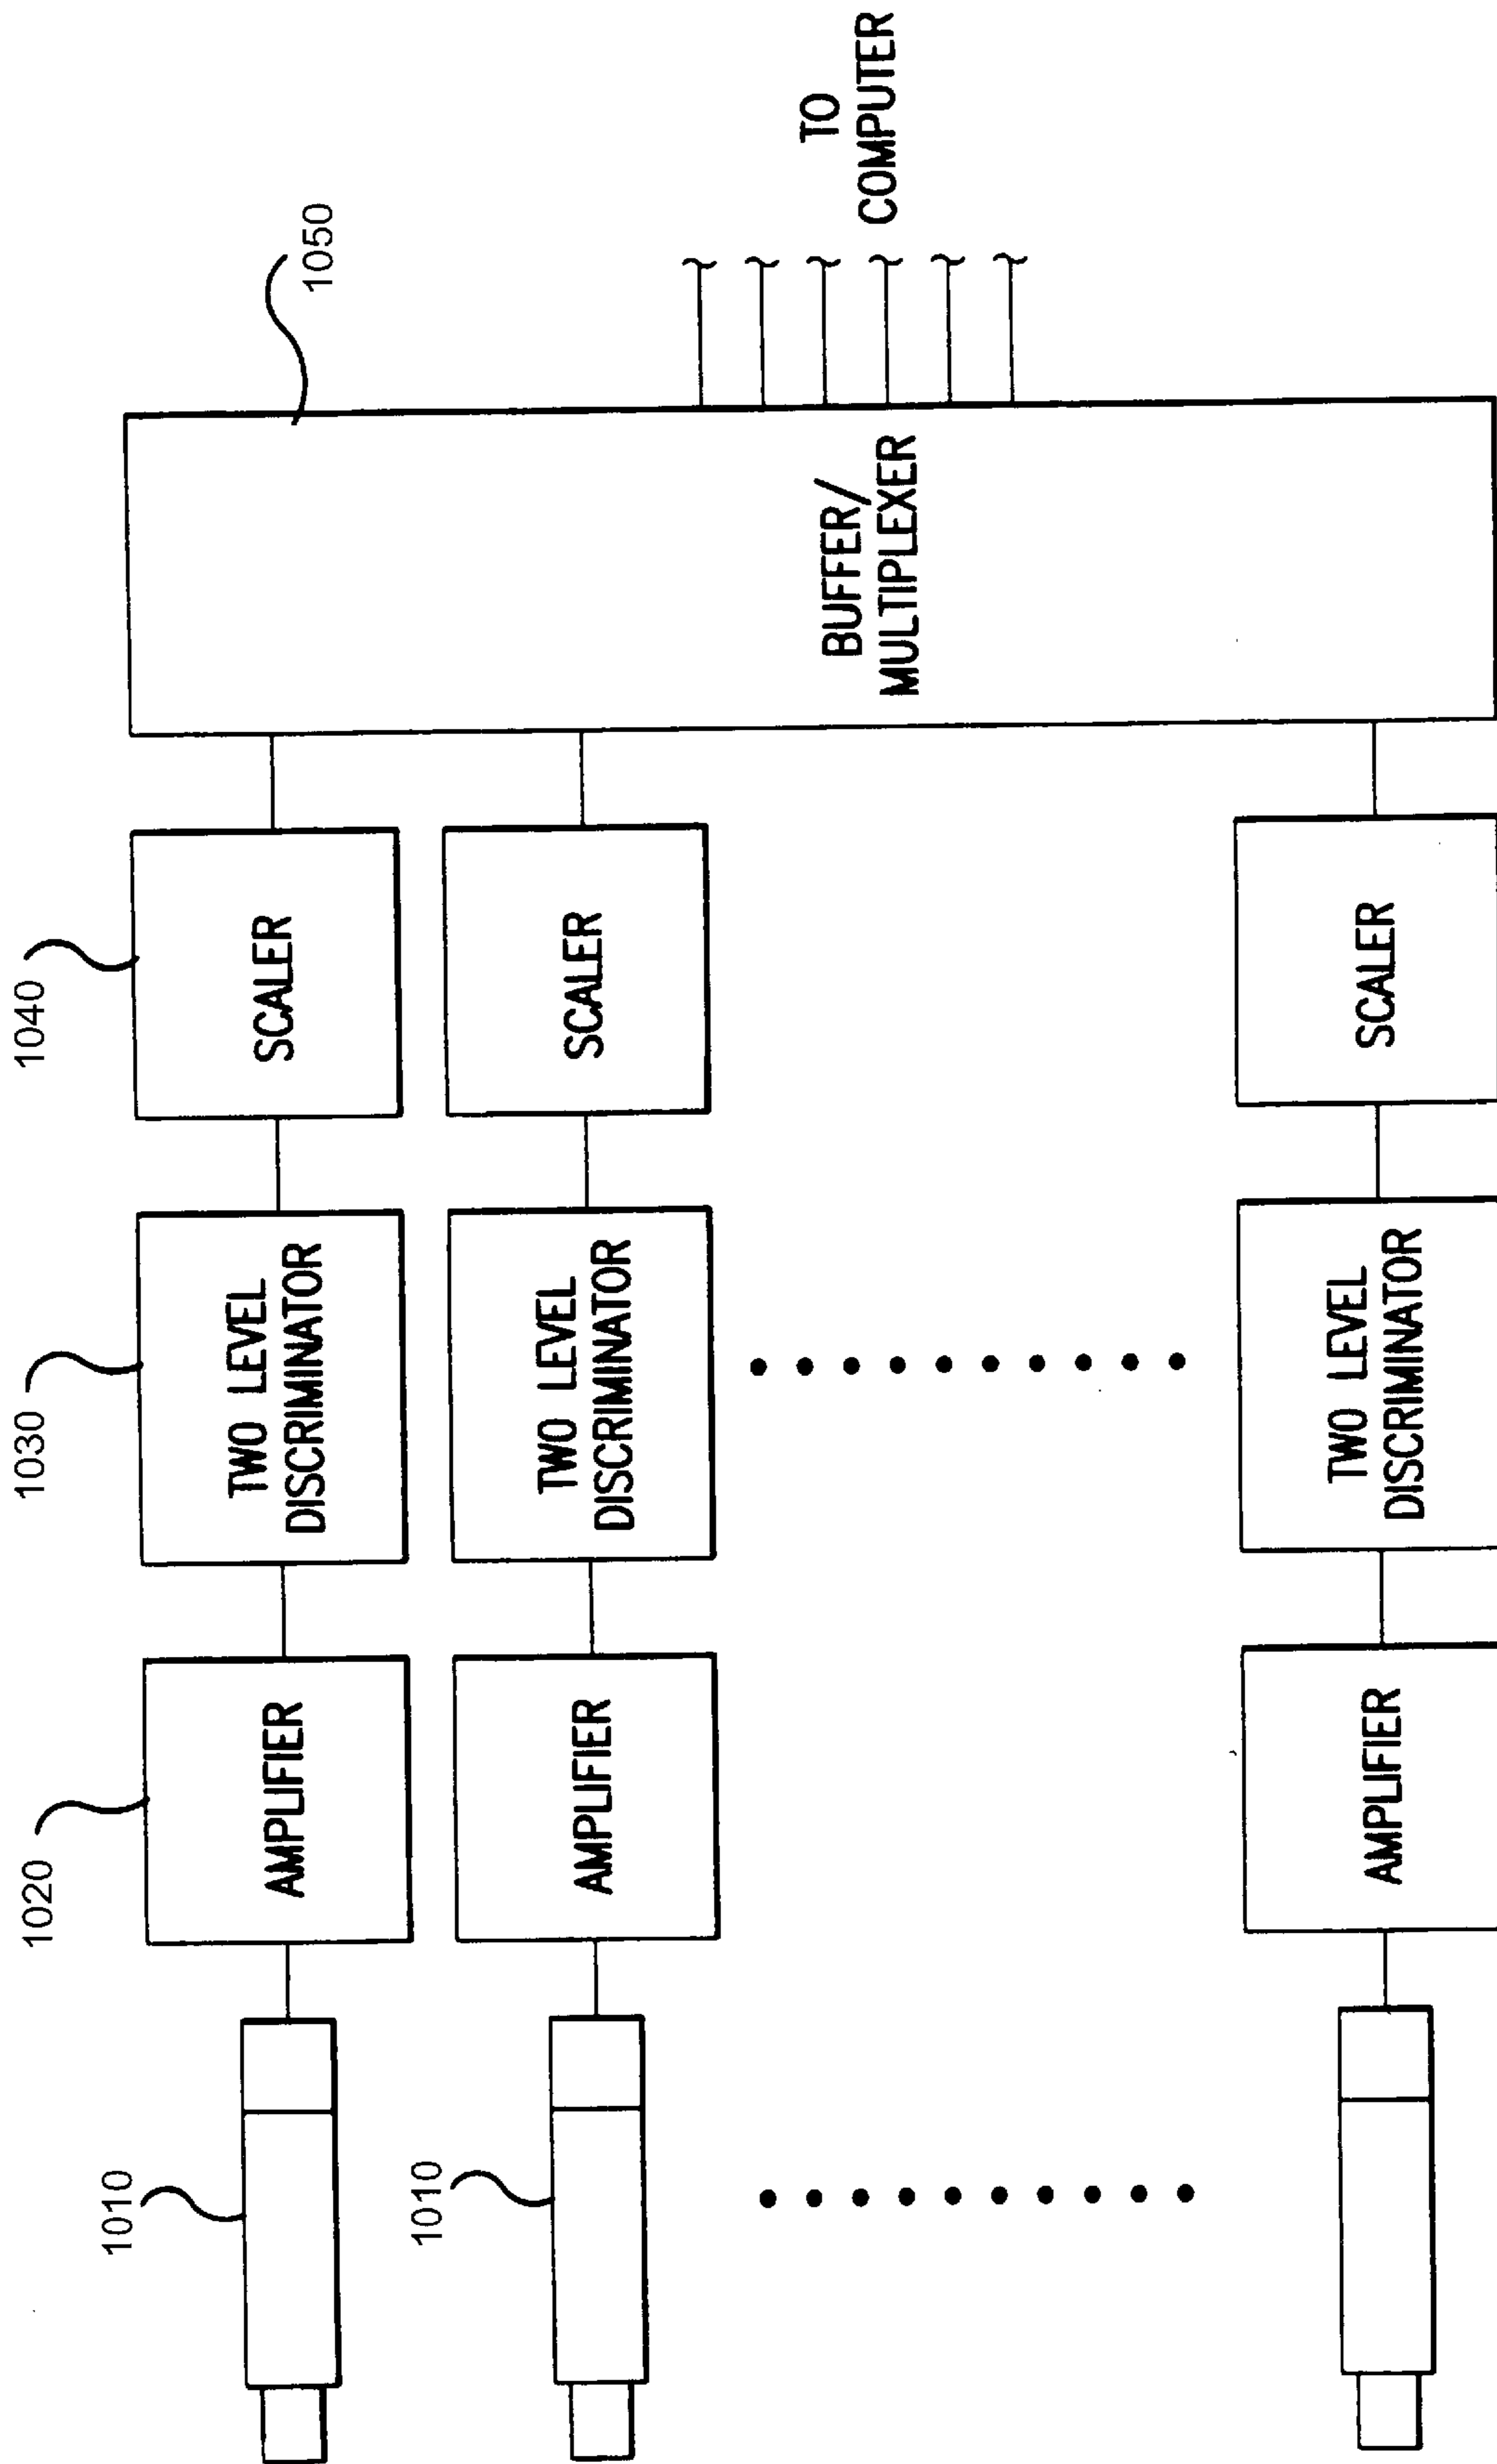 1010
1020
AMPLIFIER
1030
TWO LEVEL
DISCRIMINATOR
1040
SCALER
1050
BUFFER/
MULTIPLEXER
TO
COMPUTER
1010
AMPLIFIER
TWO LEVEL
DISCRIMINATOR
SCALER
AMPLIFIER
TWO LEVEL
DISCRIMINATOR
SCALER